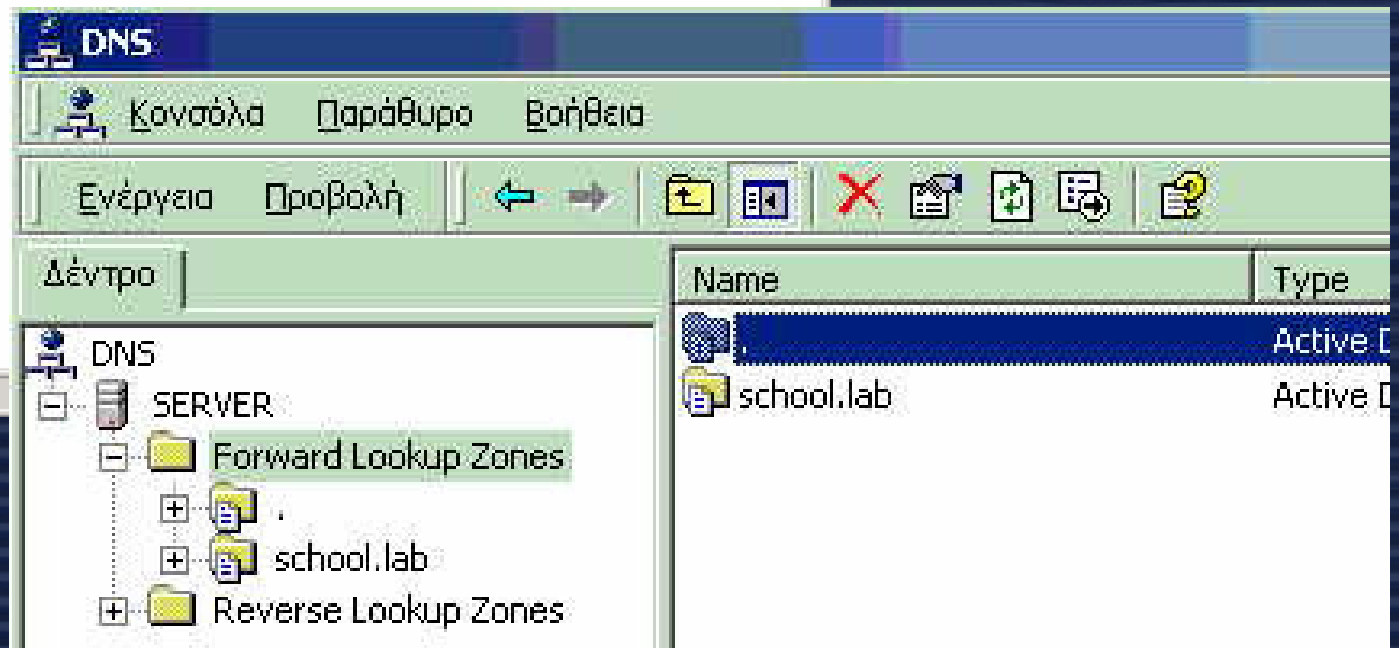 DNS
Κονσόλα Παράθυρο Βοήθεια
Ενέργεια Προβολή
Δέντρο
DNS
SERVER
Forward Lookup Zones
.
school.lab
Reverse Lookup Zones
Name Type
. Active D
school.lab Active D